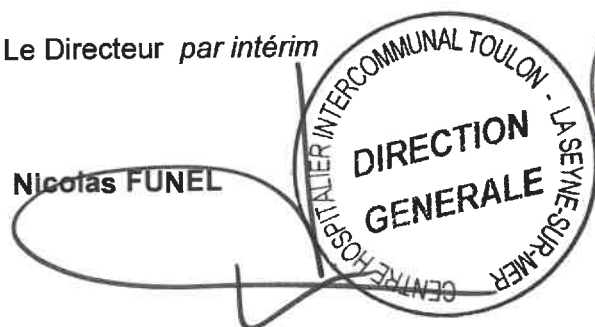 Le Directeur par intérim
Nicolas FUNEL
CENTRE HOSPITALIER INTERCOMMUNAL TOULON - LA SEYNE-SUR-MER
DIRECTION
GENERALE